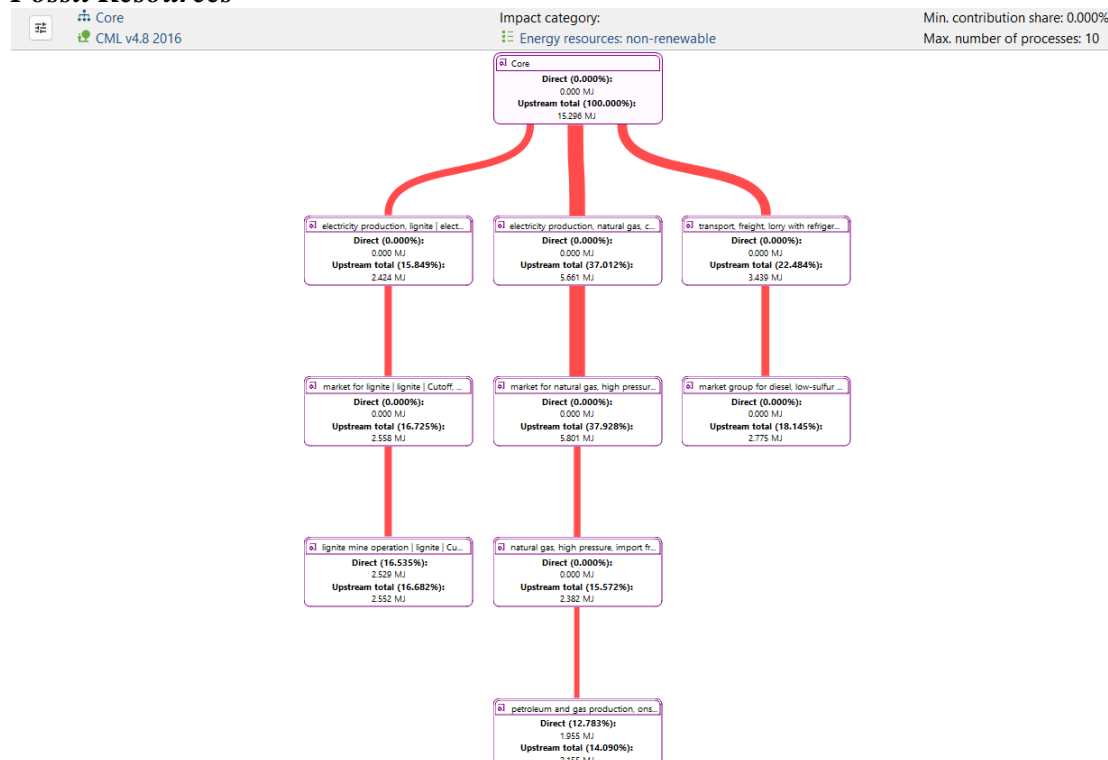 Core
Impact category:
Min. contribution share: 0.000%
CML v4.8 2016
Energy resources: non-renewable
Max. number of processes: 10
Core
Direct (0.000%):
0.000 MJ
Upstream total (100.000%):
15.296 MJ
electricity production, lignite | elect...
Direct (0.000%):
0.000 MJ
Upstream total (15.849%):
2.424 MJ
electricity production, natural gas, c...
Direct (0.000%):
0.000 MJ
Upstream total (37.012%):
5.661 MJ
transport, freight, lorry with refriger...
Direct (0.000%):
0.000 MJ
Upstream total (22.484%):
3.439 MJ
market for lignite | lignite | Cutoff, ...
Direct (0.000%):
0.000 MJ
Upstream total (16.725%):
2.558 MJ
market for natural gas, high pressur...
Direct (0.000%):
0.000 MJ
Upstream total (37.928%):
5.801 MJ
market group for diesel, low-sulfur ...
Direct (0.000%):
0.000 MJ
Upstream total (18.145%):
2.775 MJ
lignite mine operation | lignite | Cu...
Direct (16.535%):
2.529 MJ
Upstream total (16.682%):
2.552 MJ
natural gas, high pressure, import fr...
Direct (0.000%):
0.000 MJ
Upstream total (15.572%):
2.382 MJ
petroleum and gas production, ons...
Direct (12.783%):
1.955 MJ
Upstream total (14.090%):